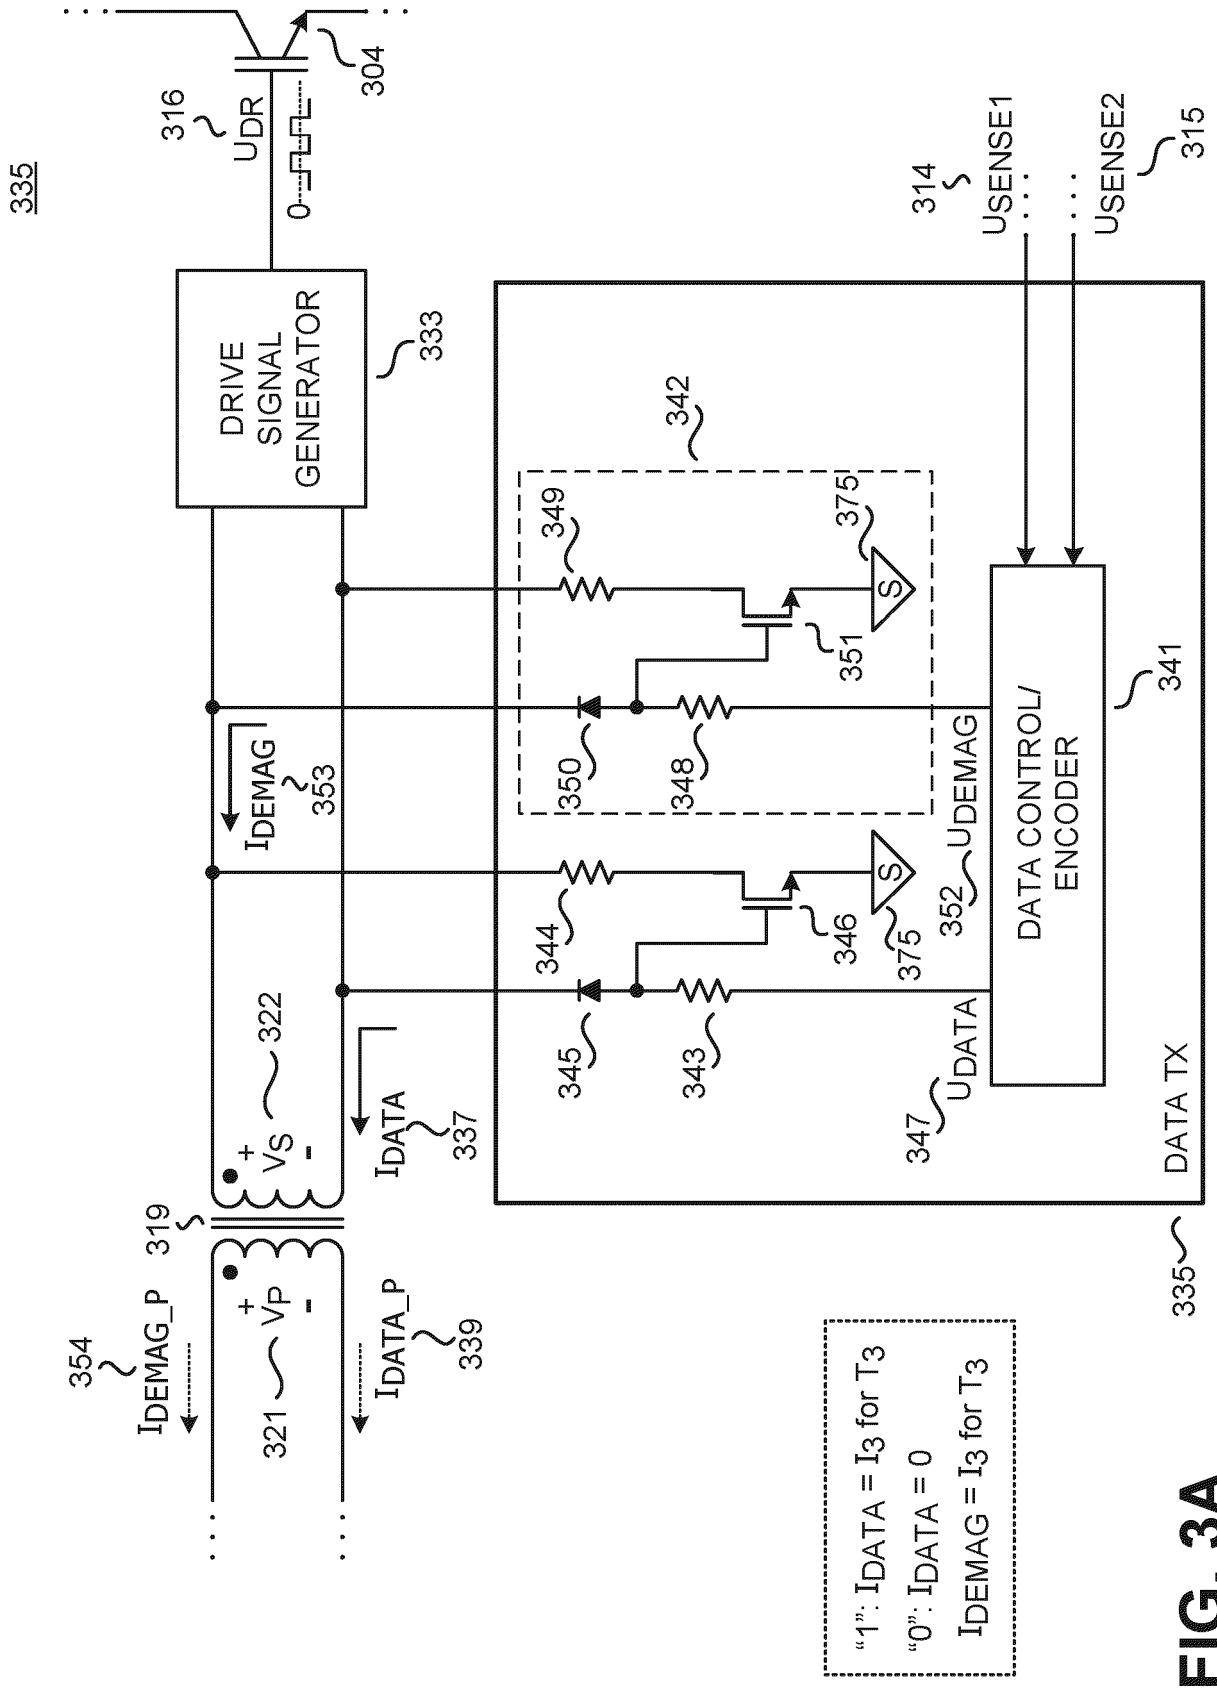 335
354
IDEMAG_P
319
321
VP
+
-
IDATA_P
339
+
VS
-
322
IDATA
337
IDEMAG
353
DRIVE
SIGNAL
GENERATOR
333
316
UDR
0
304
342
345
343
344
346
375
S
350
348
349
351
375
S
347
UDATA
352
UDEMAG
DATA CONTROL/
ENCODER
341
314
USENSE1
USENSE2
315
DATA TX
335
“1”: IDATA = I3 for T3
“0”: IDATA = 0
IDEMAG = I3 for T3
FIG. 3A